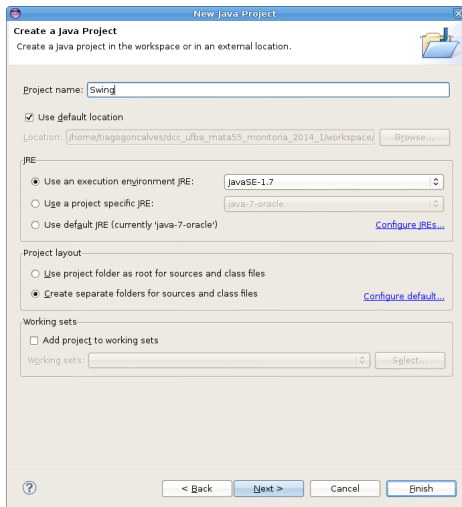 New Java Project
Create a Java Project
Create a Java project in the workspace or in an external location.
Project name: Swing
Use default location
Location: /home/tiagogoncalves/dcc_ufba_mata55_monitoria_2014_1/workspace/ Browse...
JRE
Use an execution environment JRE: JavaSE-1.7
Use a project specific JRE: java-7-oracle
Use default JRE (currently 'java-7-oracle') Configure JREs...
Project layout
Use project folder as root for sources and class files
Create separate folders for sources and class files Configure default...
Working sets
Add project to working sets
Working sets: Select...
< Back Next > Cancel Finish